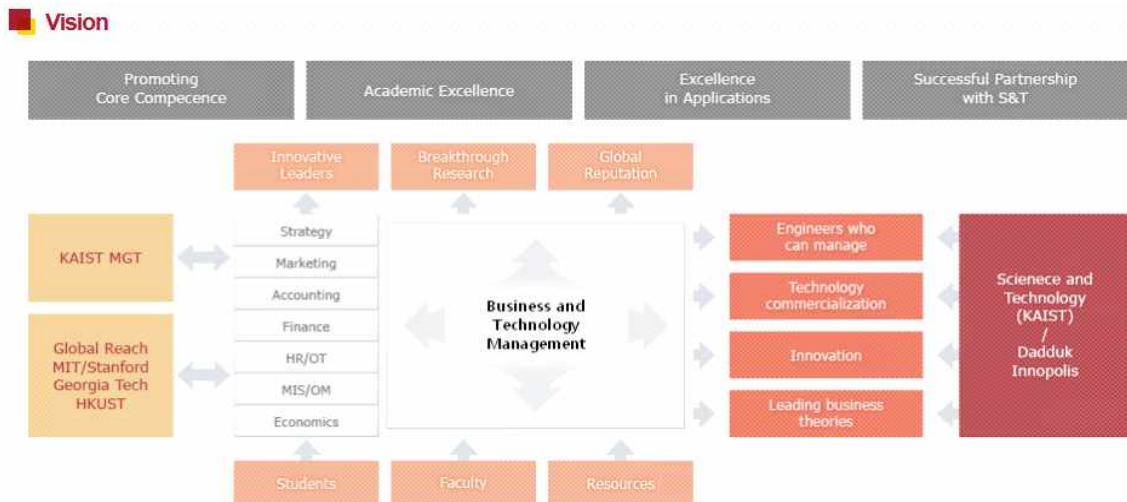 Vision
Promoting
Core Compecence
Academic Excellence
Excellence
in Applications
Successful Partnership
with S&T
Innovative
Leaders
Breakthrough
Research
Global
Reputation
KAIST MGT
Global Reach
MIT/Stanford
Georgia Tech
HKUST
Strategy
Marketing
Accounting
Finance
HR/OT
MIS/OM
Economics
Business and
Technology
Management
Engineers who
can manage
Technology
commercialization
Innovation
Leading business
theories
Scienece and
Technology
(KAIST)
/
Dadduk
Innopolis
Students
Faculty
Resources